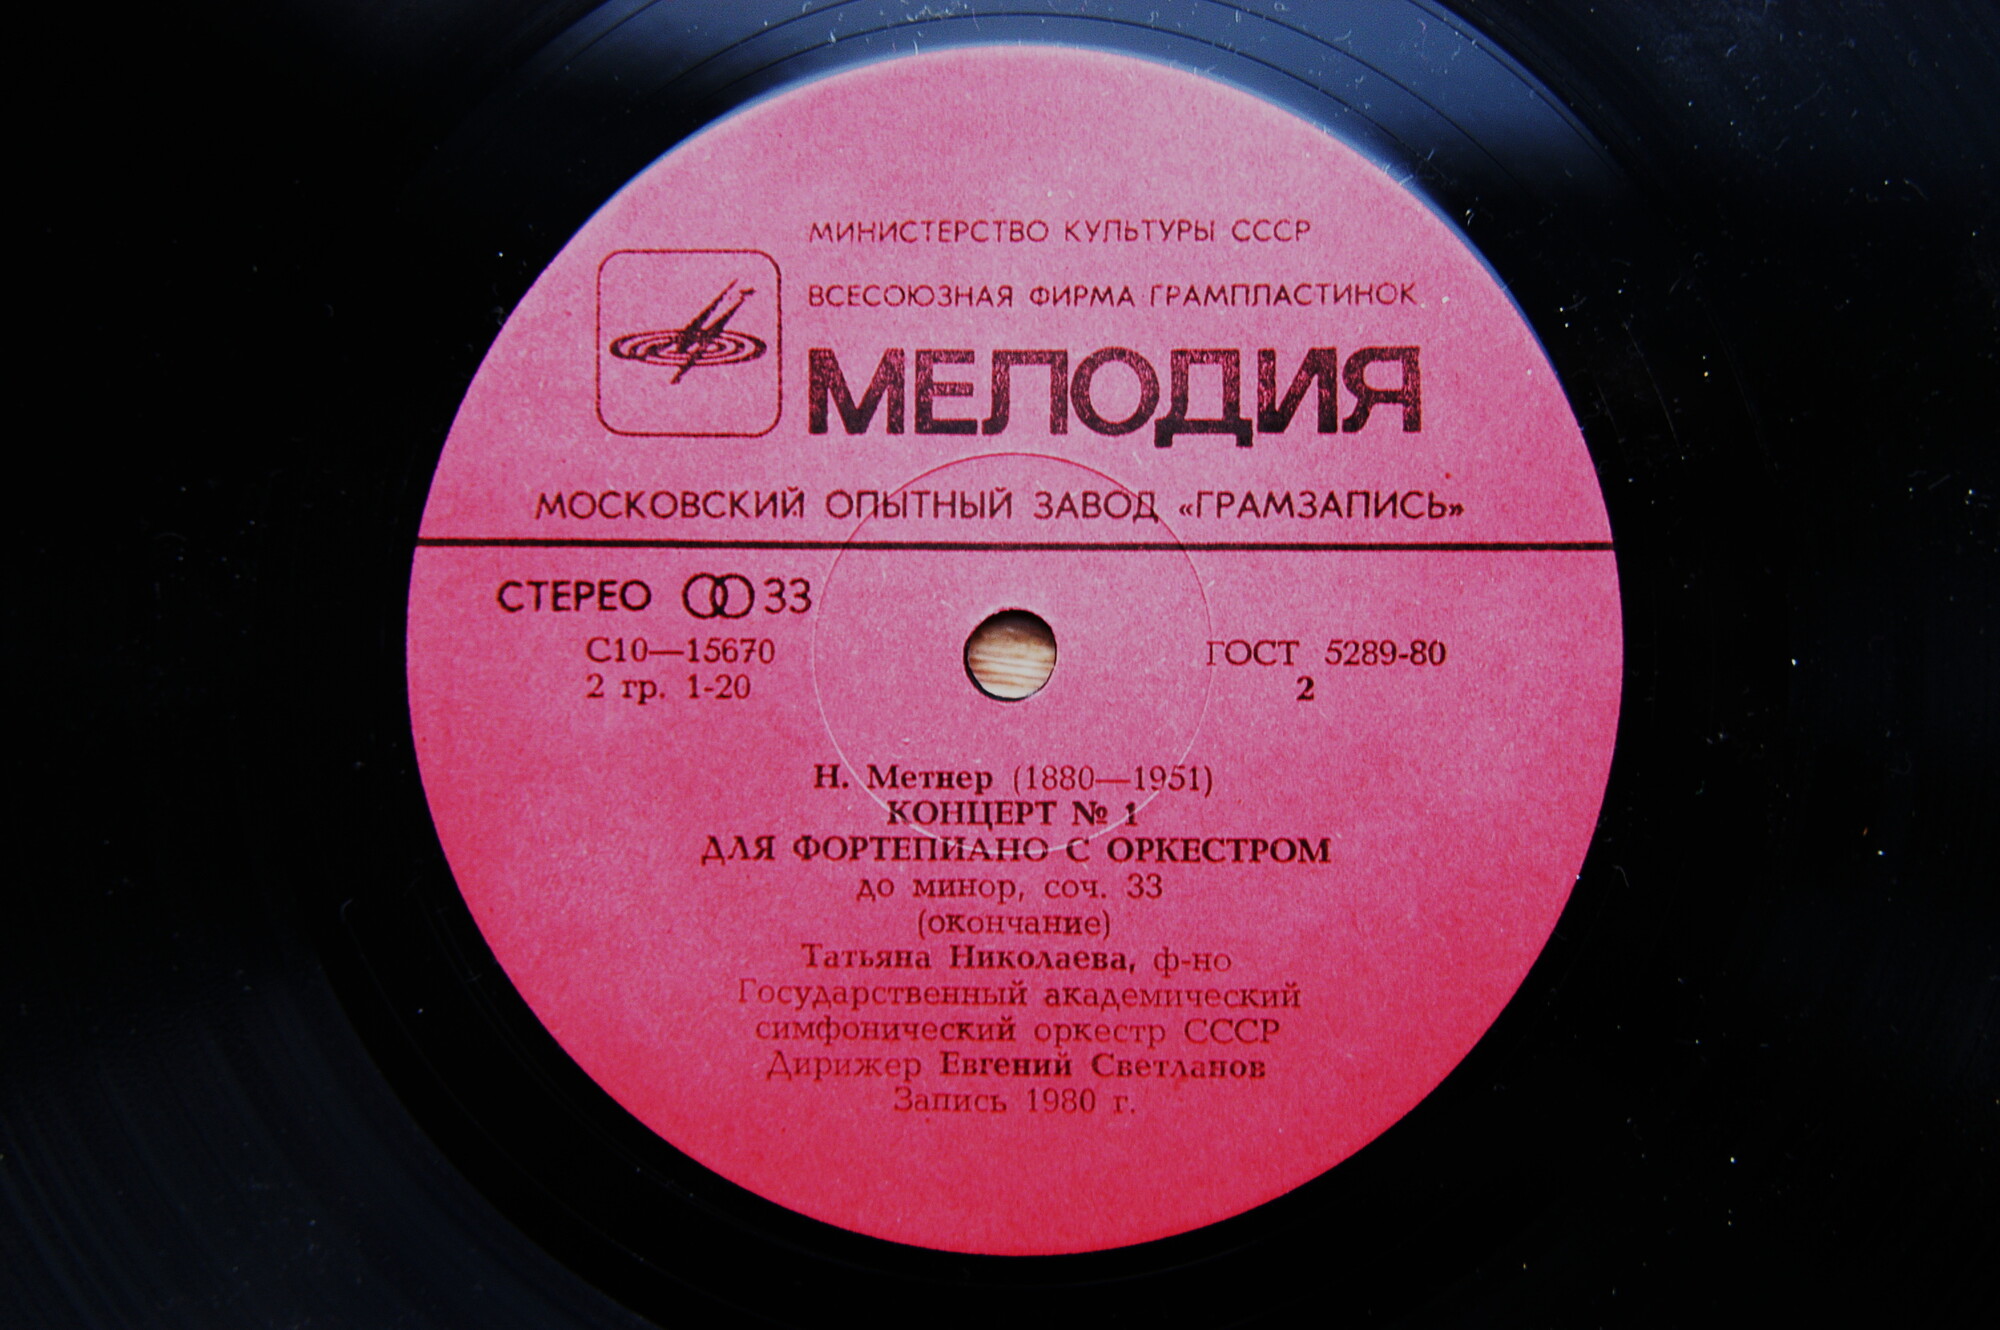 МИНИСТЕРСТВО КУЛЬТУРЫ СССР
ВСЕСОЮЗНАЯ ФИРМА ГРАМПЛАСТИНОК
МЕЛОДИЯ
МОСКОВСКИЙ ОПЫТНЫЙ ЗАВОД «ГРАМЗАПИСЬ»
СТЕРЕО 33
С10—15670
2 гр. 1-20
ГОСТ 5289-80
2
Н. Метнер (1880—1951)
КОНЦЕРТ № 1
ДЛЯ ФОРТЕПИАНО С ОРКЕСТРОМ
до минор, соч. 33
(окончание)
Татьяна Николаева, ф-но
Государственный академический
симфонический оркестр СССР
Дирижер Евгений Светланов
Запись 1980 г.